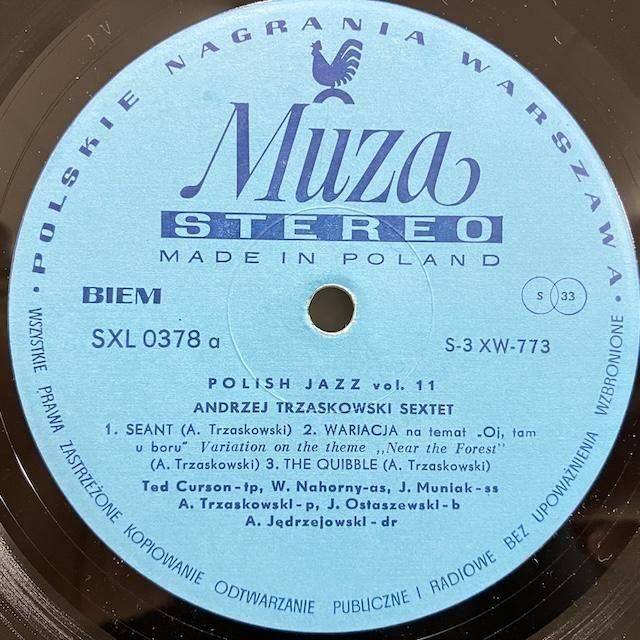 • POLSKIE NAGRANIA WARSZAWA •
Muza
STEREO
MADE IN POLAND
BIEM
S 33
SXL 0378 a
S-3 XW-773
POLISH JAZZ vol. 11
ANDRZEJ TRZASKOWSKI SEXTET
1. SEANT (A. Trzaskowski) 2. WARIACJA na temat „Oj, tam
u boru" Variation on the theme ,,Near the Forest"
(A. Trzaskowski) 3. THE QUIBBLE (A. Trzaskowski)
Ted Curson-tp, W. Nahorny-as, J. Muniak-ss
A. Trzaskowski-p, J. Ostaszewski-b
A. Jędrzejowski-dr
WSZYSTKIE PRAWA ZASTRZEŻONE KOPIOWANIE ODTWARZANIE PUBLICZNE I RADIOWE BEZ UPOWAŻNIENIA WZBRONIONE